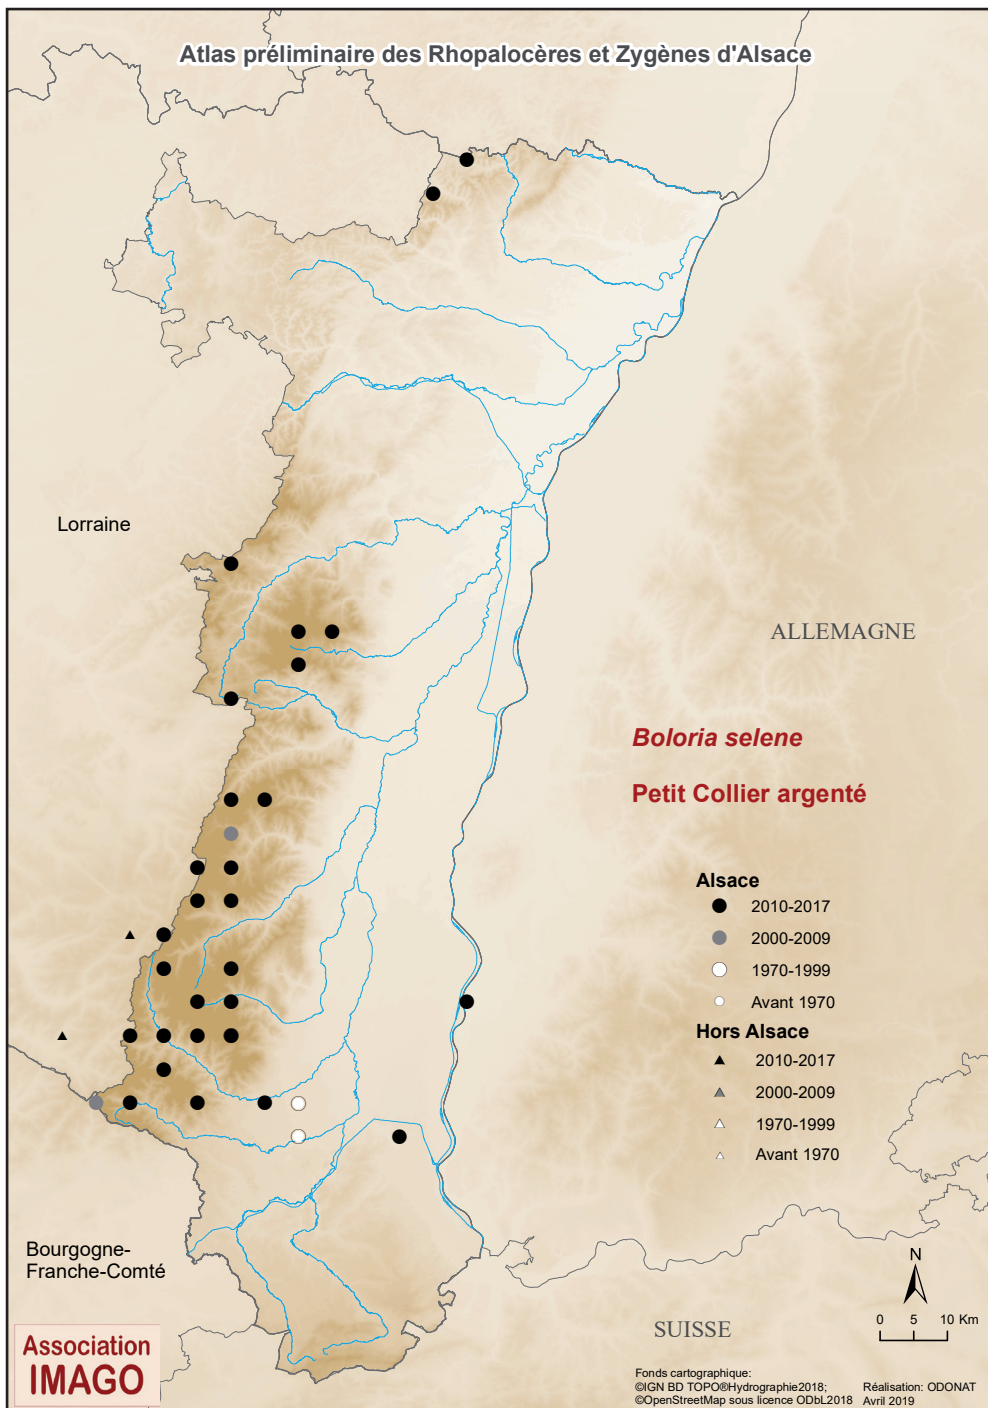 Atlas préliminaire des Rhopalocères et Zygènes d'Alsace
Lorraine
ALLEMAGNE
Boloria selene
Petit Collier argenté
Alsace
2010-2017
2000-2009
1970-1999
Avant 1970
Hors Alsace
2010-2017
2000-2009
1970-1999
Avant 1970
Bourgogne-
Franche-Comté
N
0 5 10 Km
SUISSE
Association
IMAGO
Fonds cartographique:
©IGN BD TOPO®Hydrographie2018;
©OpenStreetMap sous licence ODbL2018
Réalisation: ODONAT
Avril 2019